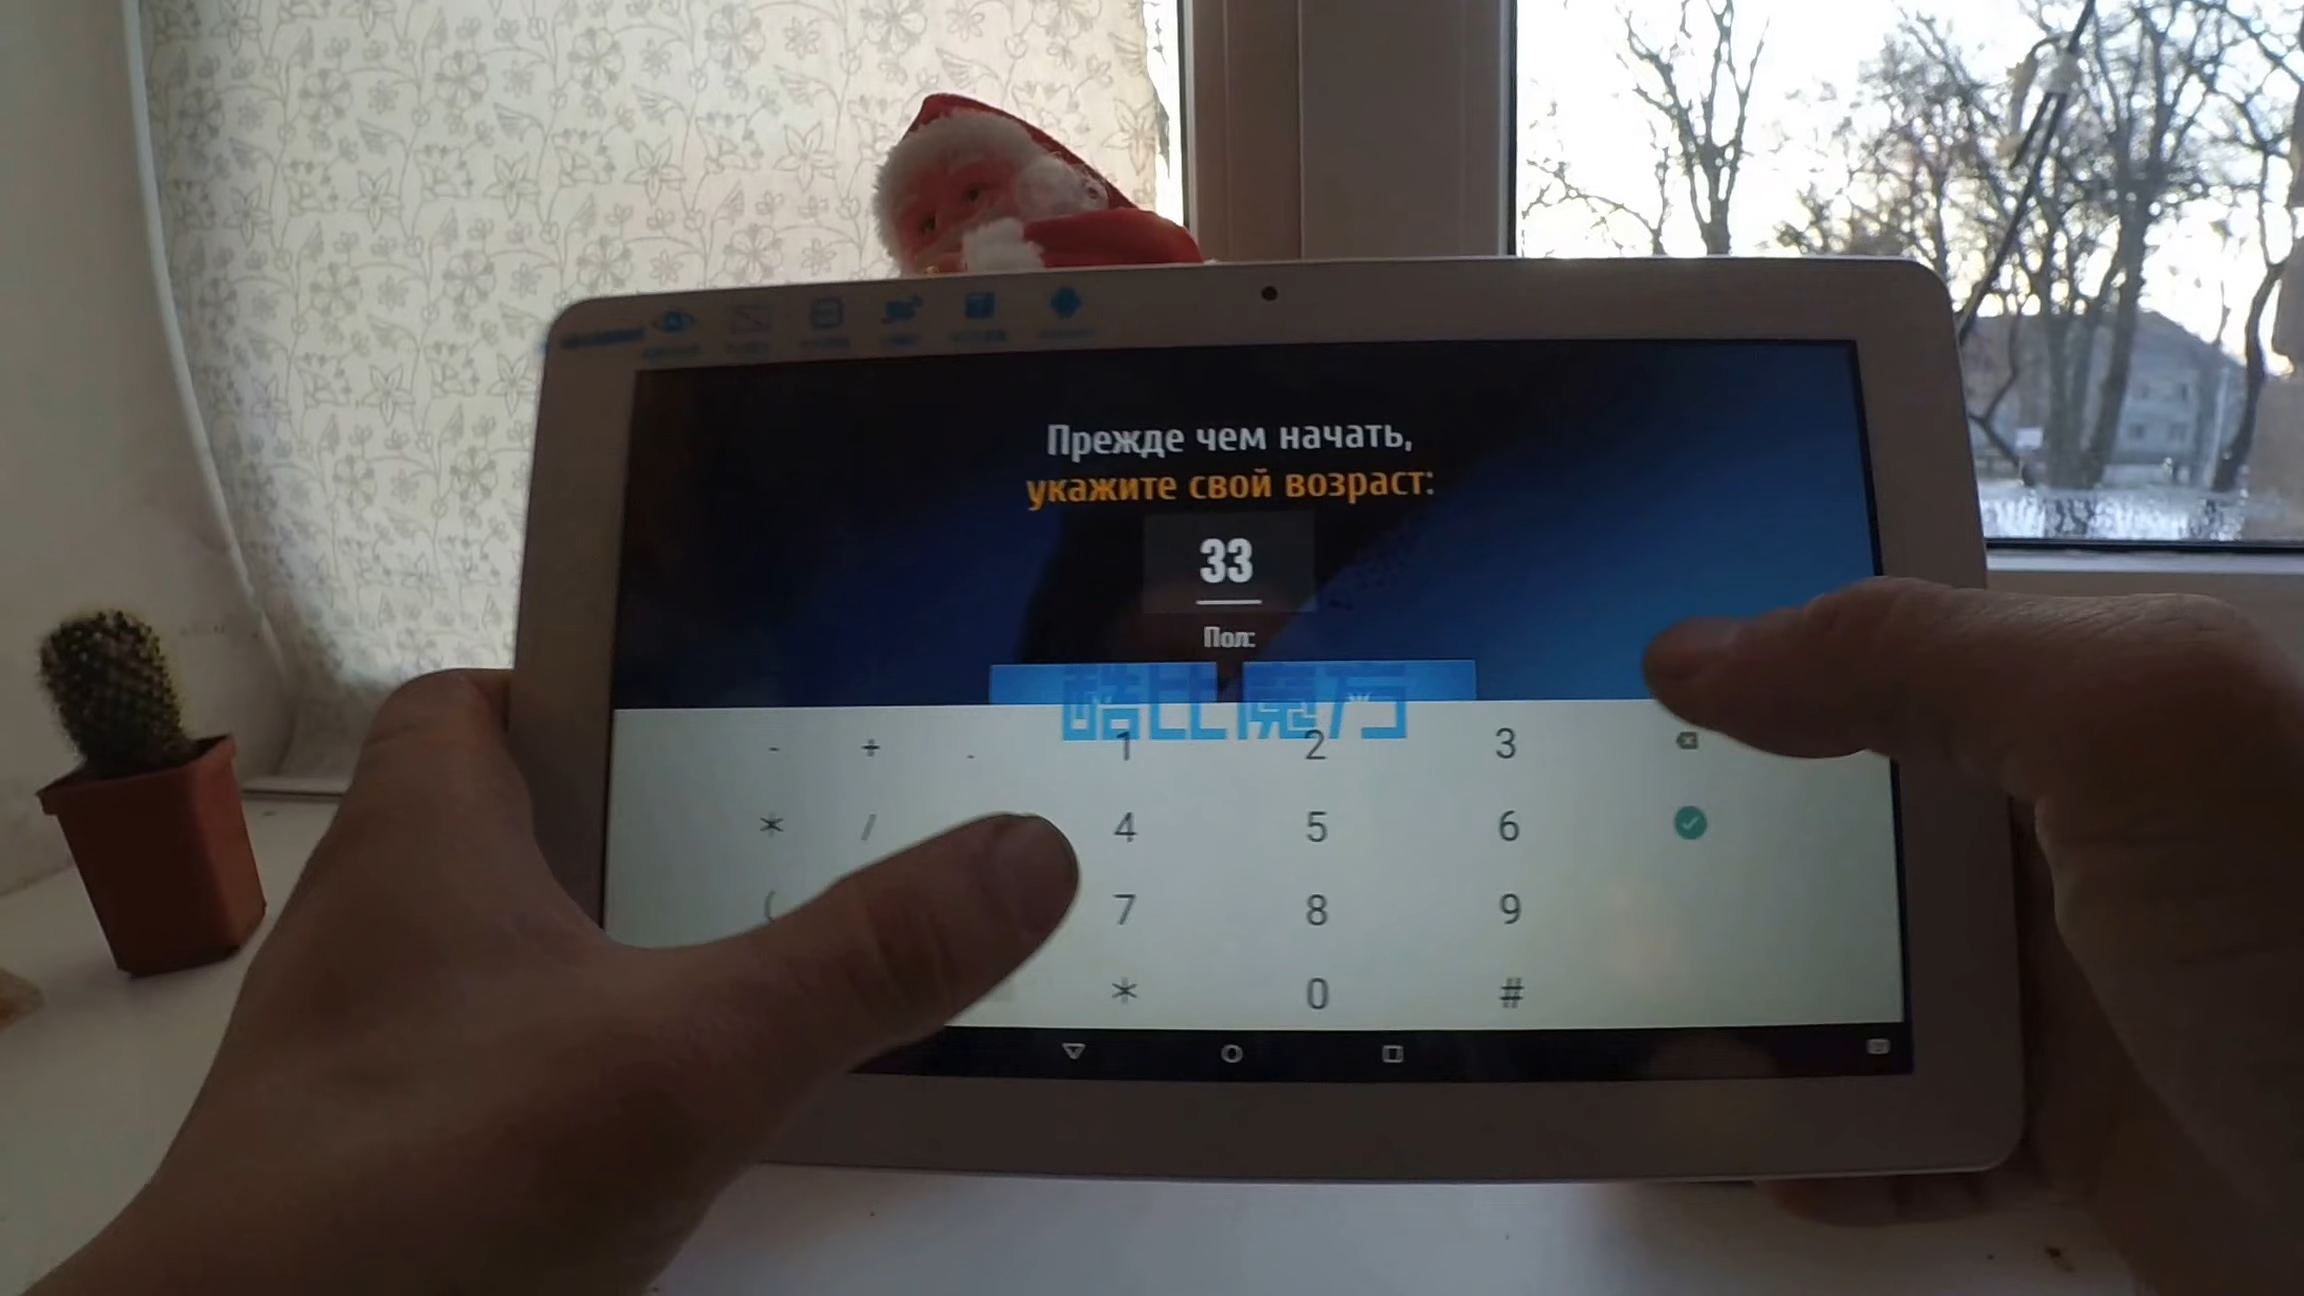 Прежде чем начать,
укажите свой возраст:
33
Пол:
酷比魔方
- + . 1 2 3
* / 4 5 6
( 7 8 9
* 0 #